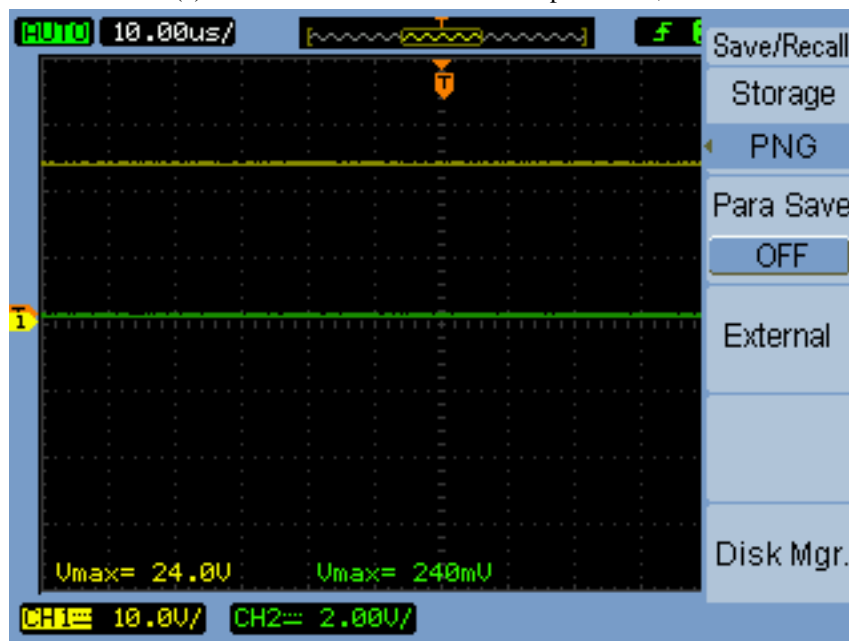 AUTO 10.00us/ T f
Save/Recall
Storage
PNG
Para Save
OFF
External
Disk Mgr.
T
T
1
Vmax= 24.0V Vmax= 240mV
CH1 10.0V/ CH2 2.00V/